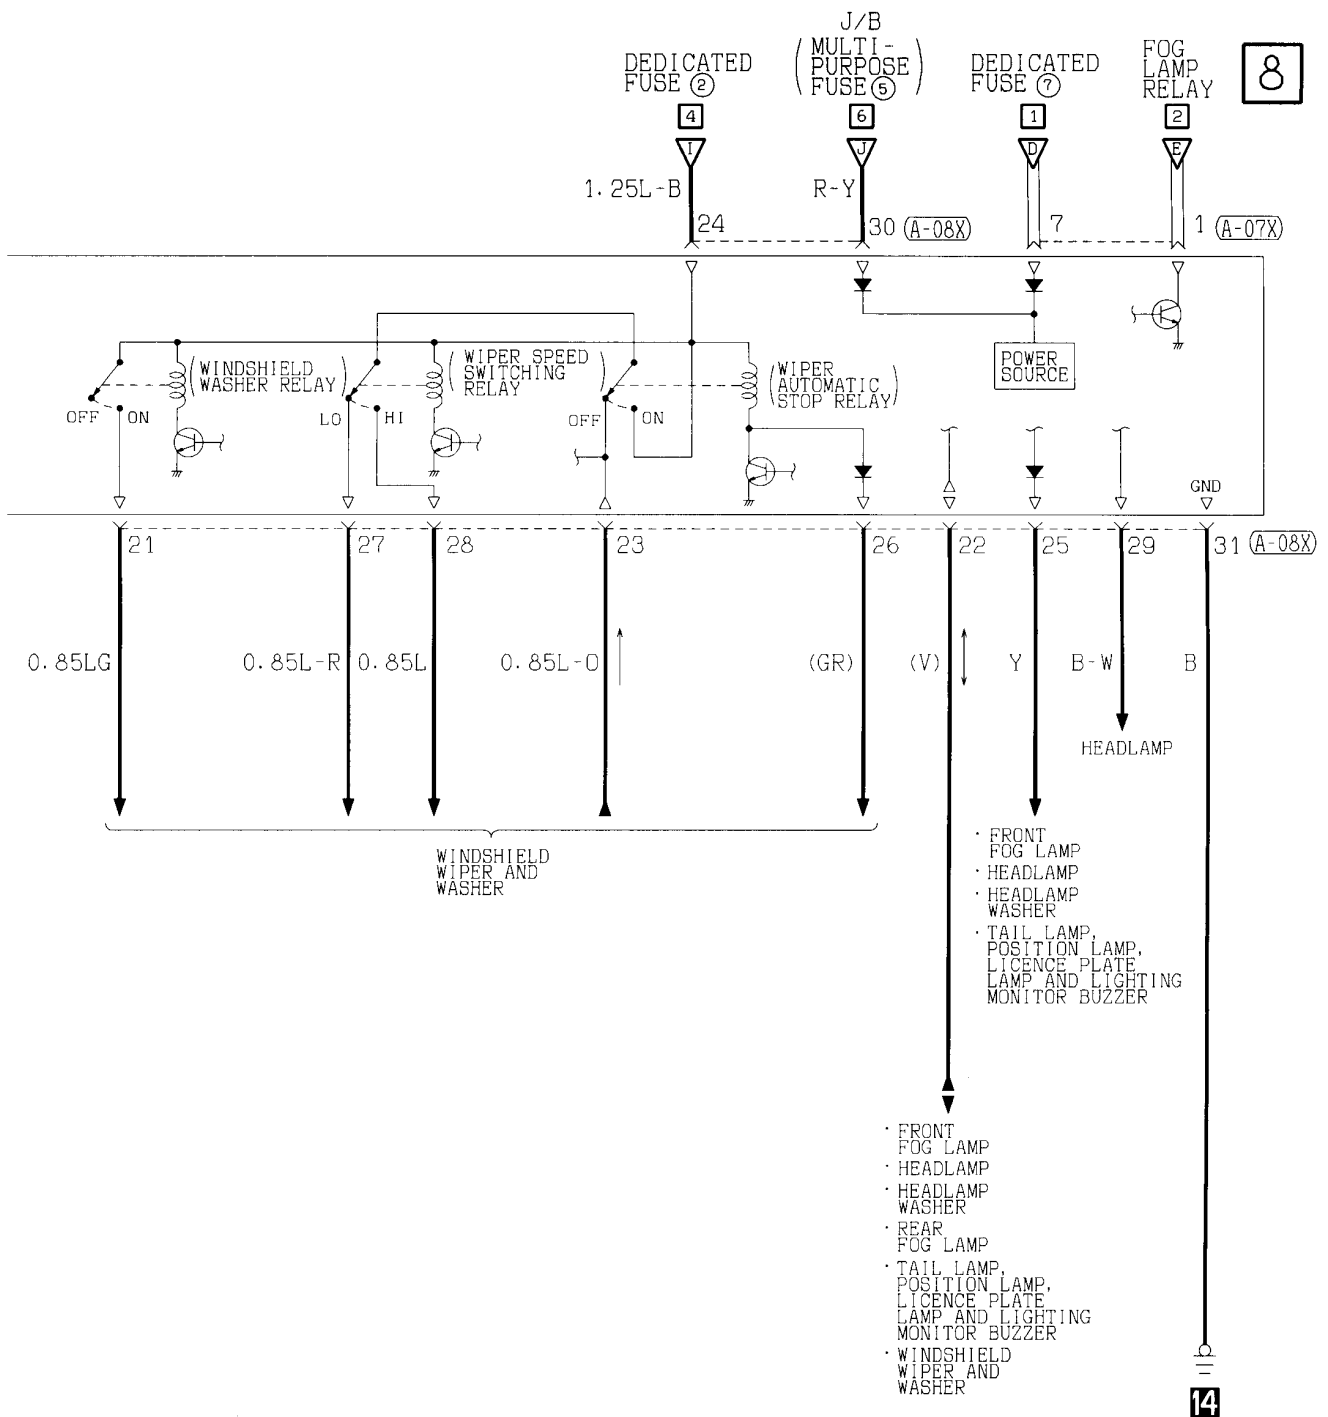 J/B
DEDICATED
FUSE ②
(MULTI-
PURPOSE
FUSE ⑤)
DEDICATED
FUSE ⑦
FOG
LAMP
RELAY
8
4
6
1
2
I
J
D
E
1.25L-B
R-Y
24
30
A-08X
7
1
A-07X
(WINDSHIELD
WASHER RELAY)
(WIPER SPEED
SWITCHING
RELAY)
(WIPER
AUTOMATIC
STOP RELAY)
POWER
SOURCE
OFF
ON
LO
HI
OFF
ON
GND
21
27
28
23
26
22
25
29
31
A-08X
0.85LG
0.85L-R
0.85L
0.85L-O
(GR)
(V)
Y
B-W
B
HEADLAMP
WINDSHIELD
WIPER AND
WASHER
· FRONT
FOG LAMP
· HEADLAMP
· HEADLAMP
WASHER
· TAIL LAMP,
POSITION LAMP,
LICENCE PLATE
LAMP AND LIGHTING
MONITOR BUZZER
· FRONT
FOG LAMP
· HEADLAMP
· HEADLAMP
WASHER
· REAR
FOG LAMP
· TAIL LAMP,
POSITION LAMP,
LICENCE PLATE
LAMP AND LIGHTING
MONITOR BUZZER
· WINDSHIELD
WIPER AND
WASHER
14